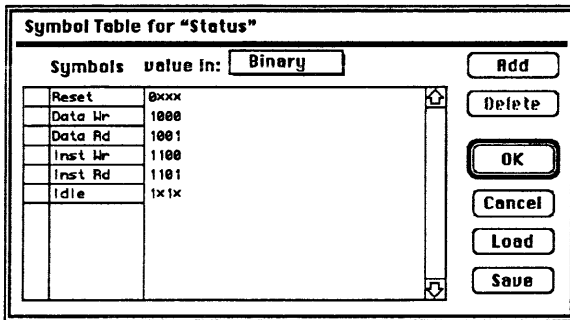 Symbol Table for “Status”
Symbols value in: Binary
Add
Reset 0xxx
Delete
Data Wr 1000
Data Rd 1001
Inst Wr 1100
OK
Inst Rd 1101
Idle 1x1x
Cancel
Load
Save